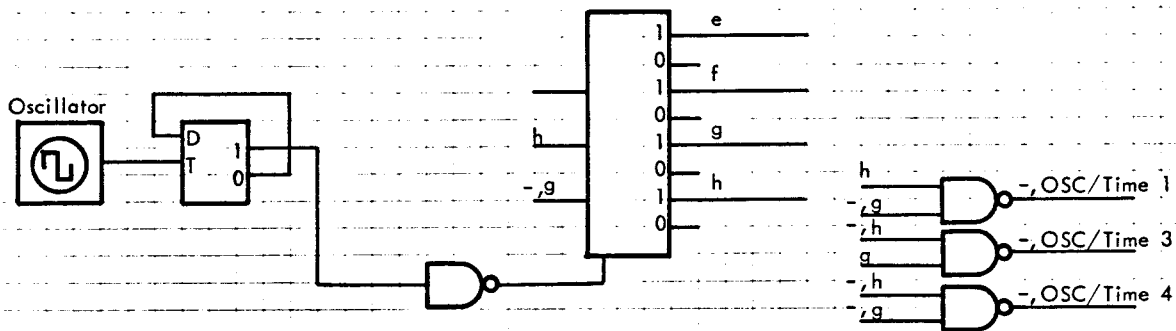 Oscillator
D
T
1
0
h
-,g
1
0
1
0
1
0
1
0
e
f
g
h
h
-,g
-,OSC/Time 1
-,h
g
-,OSC/Time 3
-,h
-,g
-,OSC/Time 4